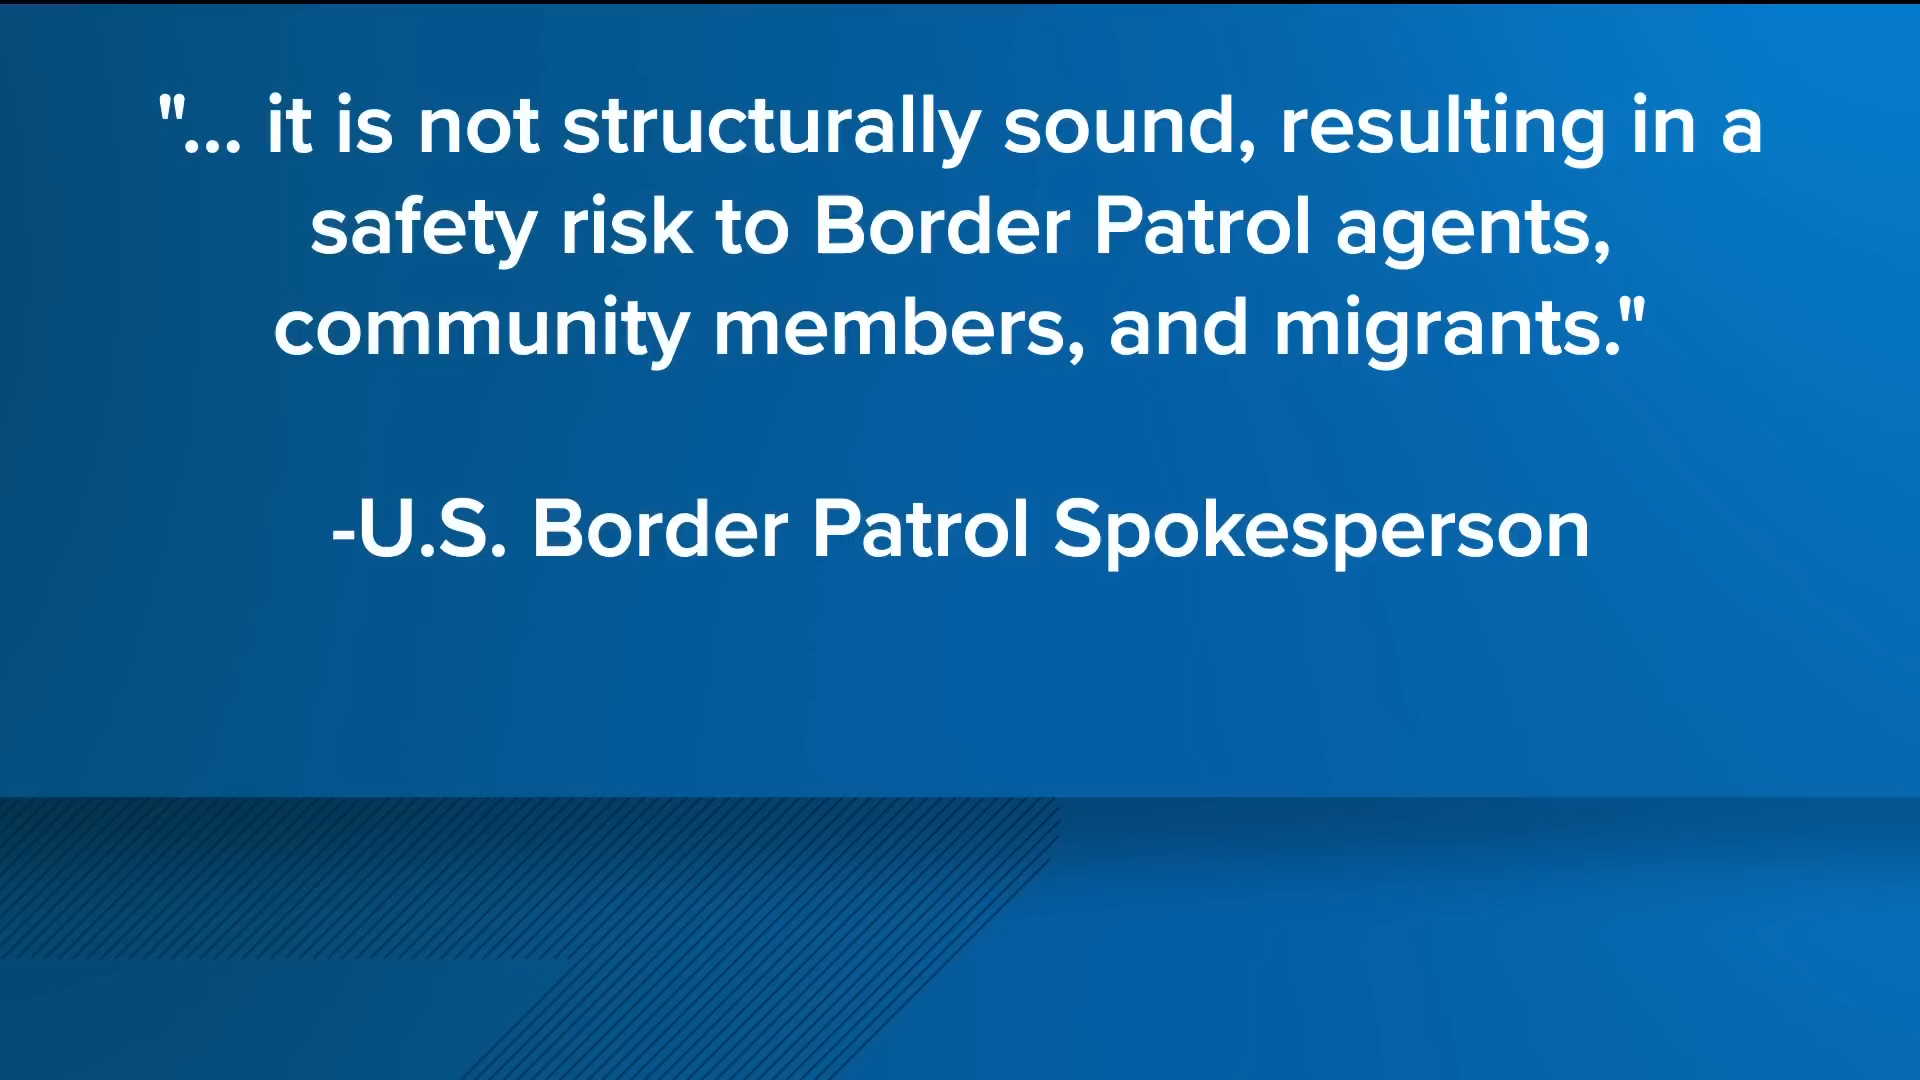 "... it is not structurally sound, resulting in a
safety risk to Border Patrol agents,
community members, and migrants."
-U.S. Border Patrol Spokesperson